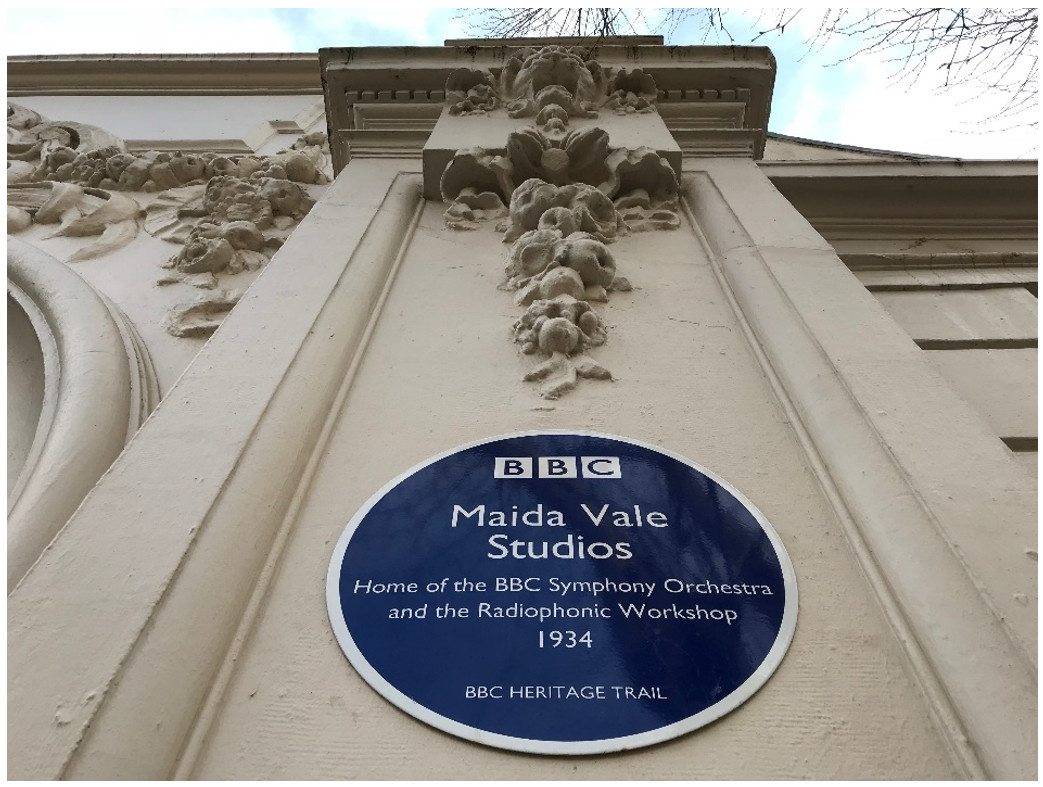 BBC
Maida Vale
Studios
Home of the BBC Symphony Orchestra
and the Radiophonic Workshop
1934
BBC HERITAGE TRAIL